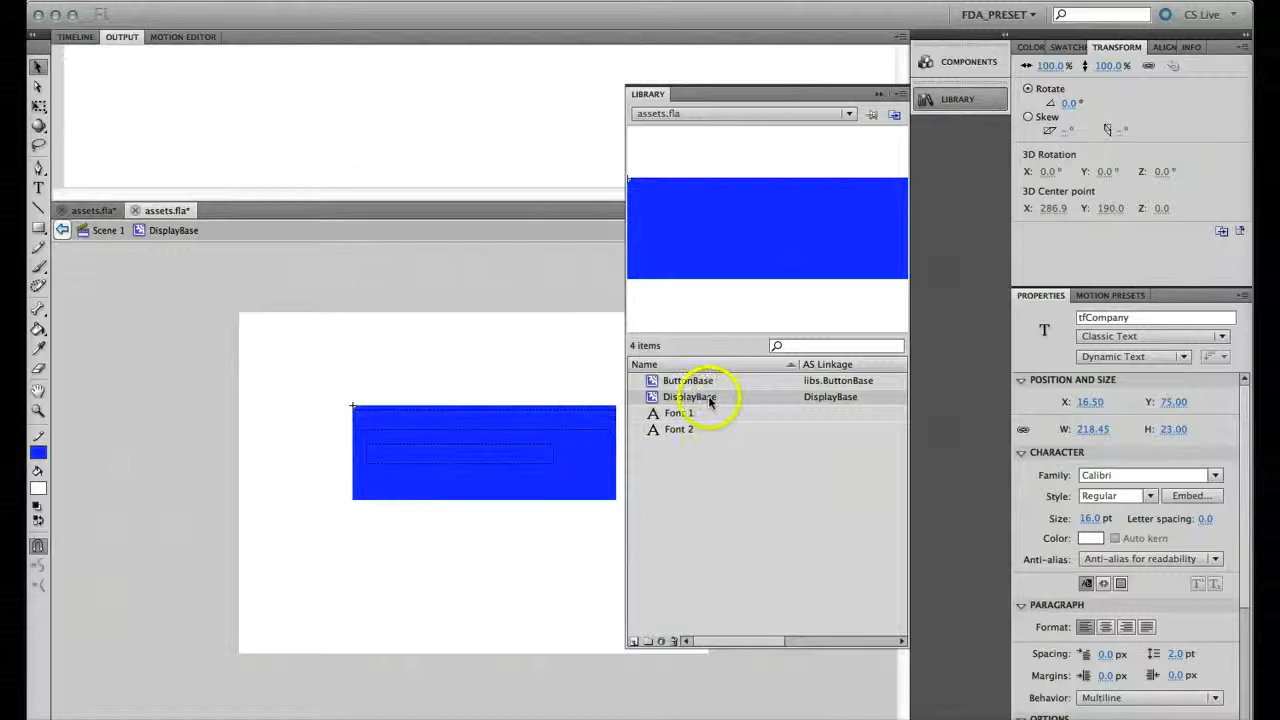 Fl
FDA_PRESET
CS Live
TIMELINE OUTPUT MOTION EDITOR
COMPONENTS
LIBRARY
COLOR SWATCH TRANSFORM ALIGN INFO
100.0 % 100.0 %
Rotate
0.0 °
Skew
– ° – °
3D Rotation
X: 0.0 ° Y: 0.0 ° Z: 0.0 °
3D Center point
X: 286.9 Y: 190.0 Z: 0.0
LIBRARY
assets.fla
4 items
Name AS Linkage
ButtonBase libs.ButtonBase
DisplayBase DisplayBase
Font 1
Font 2
assets.fla* assets.fla*
Scene 1 DisplayBase
PROPERTIES MOTION PRESETS
T tfCompany
Classic Text
Dynamic Text
POSITION AND SIZE
X: 16.50 Y: 75.00
W: 218.45 H: 23.00
CHARACTER
Family: Calibri
Style: Regular Embed...
Size: 16.0 pt Letter spacing: 0.0
Color: Auto kern
Anti-alias: Anti-alias for readability
PARAGRAPH
Format:
Spacing: 0.0 px 2.0 pt
Margins: 0.0 px 0.0 px
Behavior: Multiline
OPTIONS